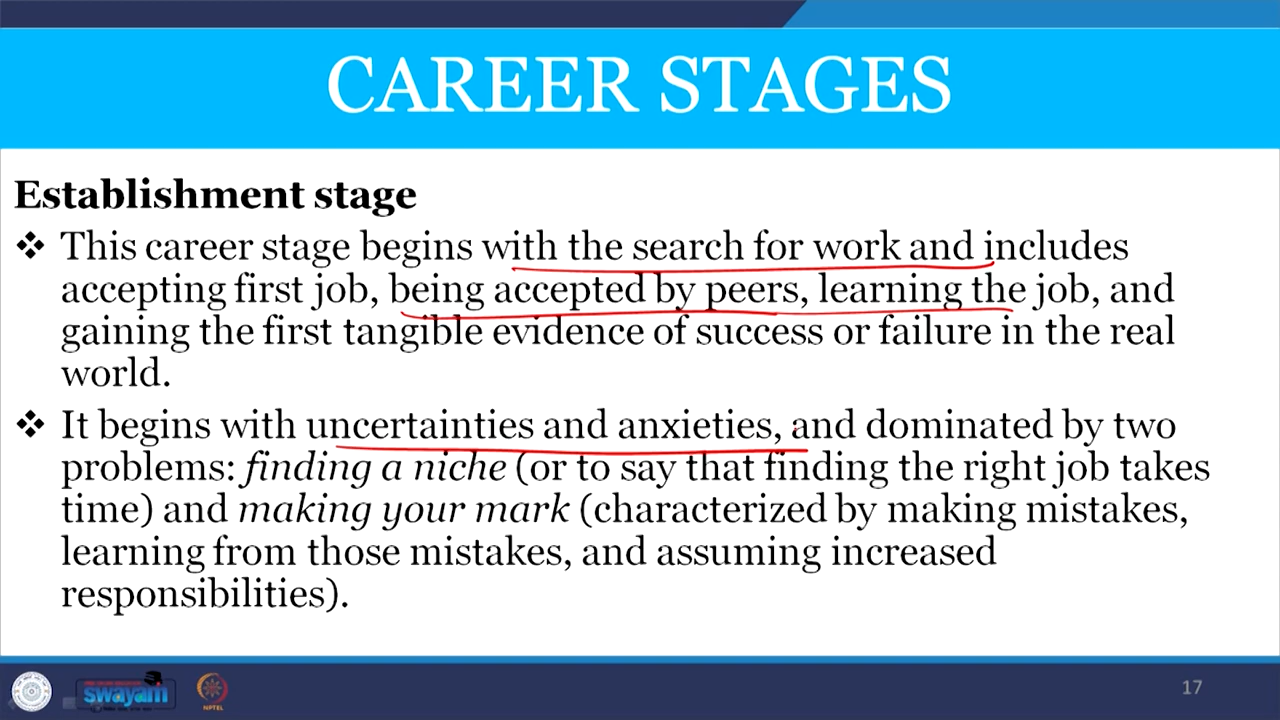 CAREER STAGES
Establishment stage
❖ This career stage begins with the search for work and includes
accepting first job, being accepted by peers, learning the job, and
gaining the first tangible evidence of success or failure in the real
world.
❖ It begins with uncertainties and anxieties, and dominated by two
problems: finding a niche (or to say that finding the right job takes
time) and making your mark (characterized by making mistakes,
learning from those mistakes, and assuming increased
responsibilities).
swayam
NPTEL
17